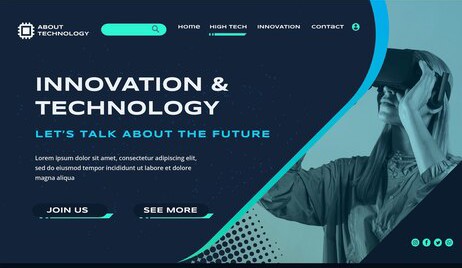 ABOUT
TECHNOLOGY
Home HIGH TECH INNOVATION Contact
INNOVATION &
TECHNOLOGY
LET'S TALK ABOUT THE FUTURE
Lorem ipsum dolor sit amet, consectetur adipiscing elit,
sed do eiusmod tempor incididunt ut labore et dolore
magna aliqua
JOIN US SEE MORE